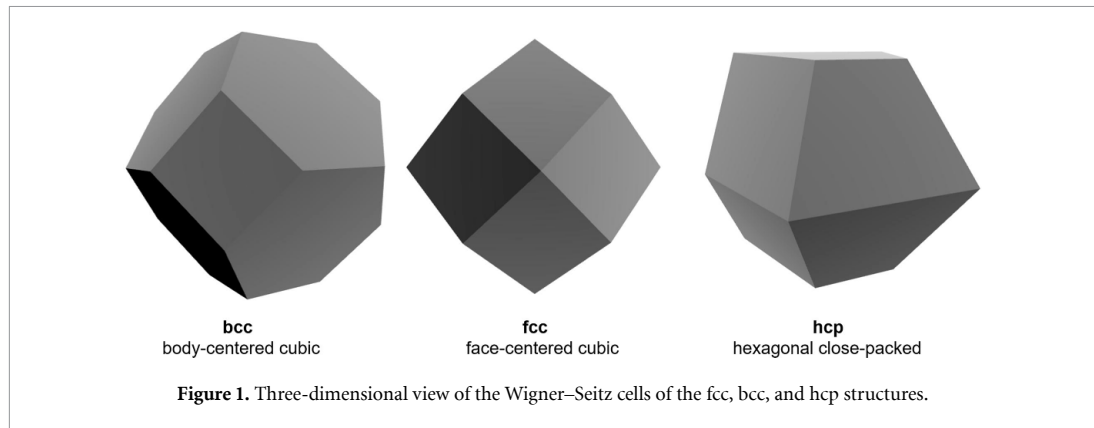 bcc
body-centered cubic
fcc
face-centered cubic
hcp
hexagonal close-packed
Figure 1. Three-dimensional view of the Wigner–Seitz cells of the fcc, bcc, and hcp structures.